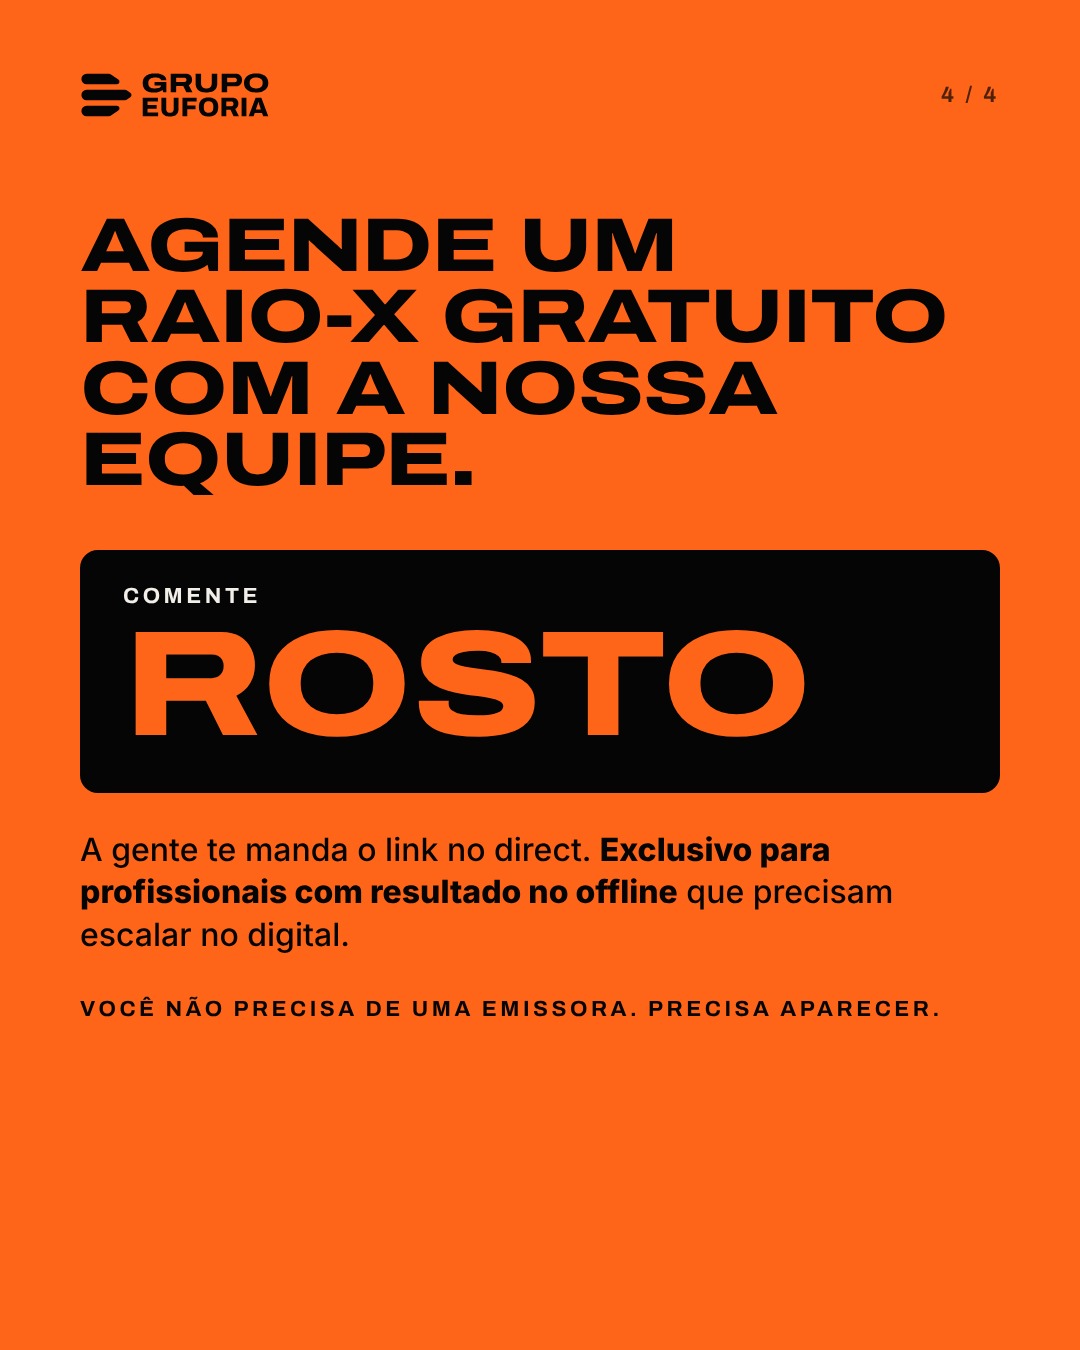 GRUPO
EUFORIA
4 / 4
AGENDE UM
RAIO-X GRATUITO
COM A NOSSA
EQUIPE.
COMENTE
ROSTO
A gente te manda o link no direct. Exclusivo para
profissionais com resultado no offline que precisam
escalar no digital.
VOCÊ NÃO PRECISA DE UMA EMISSORA. PRECISA APARECER.